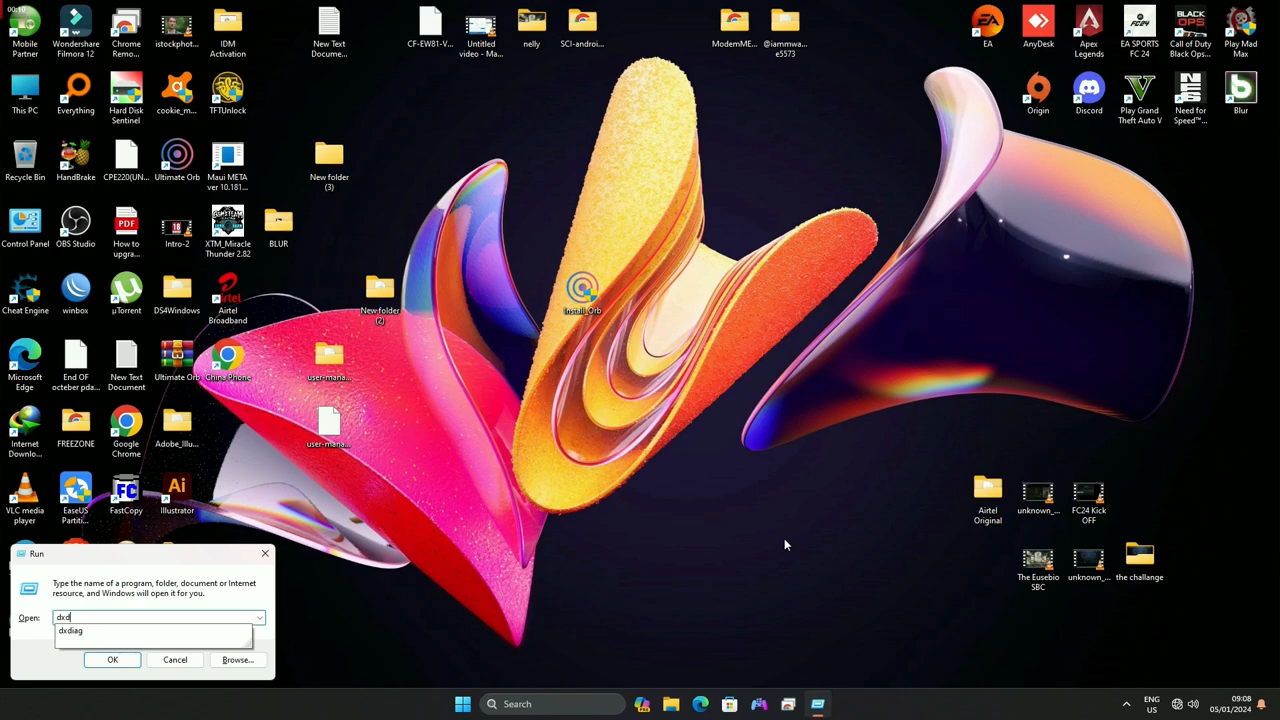 00:10
Mobile Partner
Wondershare Filmora 12
Chrome Remo...
istockphot...
IDM Activation
New Text Docume...
CF-EW81-V...
Untitled video - Ma...
nelly
SCI-androi...
ModemME...
@iammwa...
e5573
EA
AnyDesk
Apex Legends
EA SPORTS FC 24
Call of Duty Black Ops...
Play Mad Max
This PC
Everything
Hard Disk Sentinel
cookie_m...
TFTUnlock
Origin
Discord
Play Grand Theft Auto V
Need for Speed™...
Blur
Recycle Bin
HandBrake
CPE220(UN...
Ultimate Orb
Maui META ver 10.181...
New folder (3)
Control Panel
OBS Studio
How to upgra...
Intro-2
XTM_Miracle Thunder 2.82
BLUR
Cheat Engine
winbox
µTorrent
DS4Windows
Airtel Broadband
New folder (2)
Install_Orb
Microsoft Edge
End OF october pda...
New Text Document
Ultimate Orb
China Phone
user-mana...
Internet Downlo...
FREEZONE
Google Chrome
Adobe_Illu...
user-mana...
VLC media player
EaseUS Partiti...
FastCopy
Illustrator
Airtel Original
unknown_...
FC24 Kick OFF
The Eusebio SBC
unknown_...
the challange
Run
Type the name of a program, folder, document or Internet
resource, and Windows will open it for you.
Open:
dxd
dxdiag
OK
Cancel
Browse...
Search
ENG
US
09:08
05/01/2024